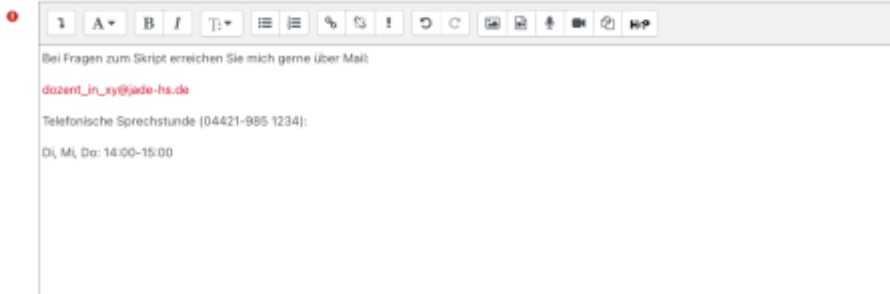 A B I T: H-P
Bei Fragen zum Skript erreichen Sie mich gerne über Mail:
dozent_in_xy@jade-hs.de
Telefonische Sprechstunde (04421-985 1234):
Di, Mi, Do: 14:00-15:00